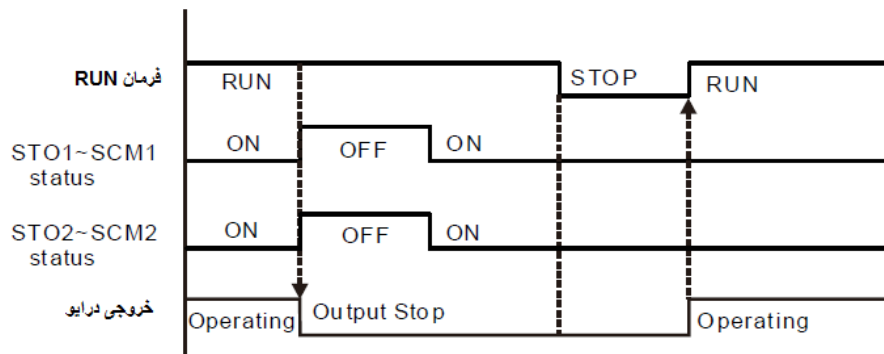 فرمان RUN
RUN
STOP
RUN
STO1~SCM1
status
ON
OFF
ON
STO2~SCM2
status
ON
OFF
ON
خروجی درایو
Operating
Output Stop
Operating